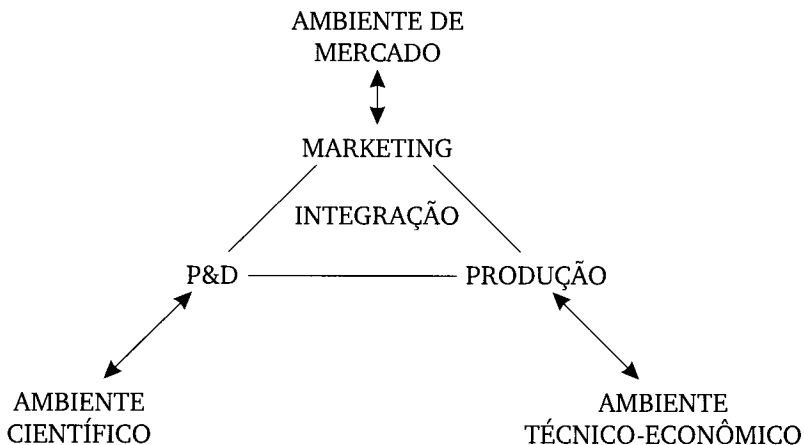 AMBIENTE DE
MERCADO
MARKETING
INTEGRAÇÃO
P&D
PRODUÇÃO
AMBIENTE
CIENTÍFICO
AMBIENTE
TÉCNICO-ECONÔMICO